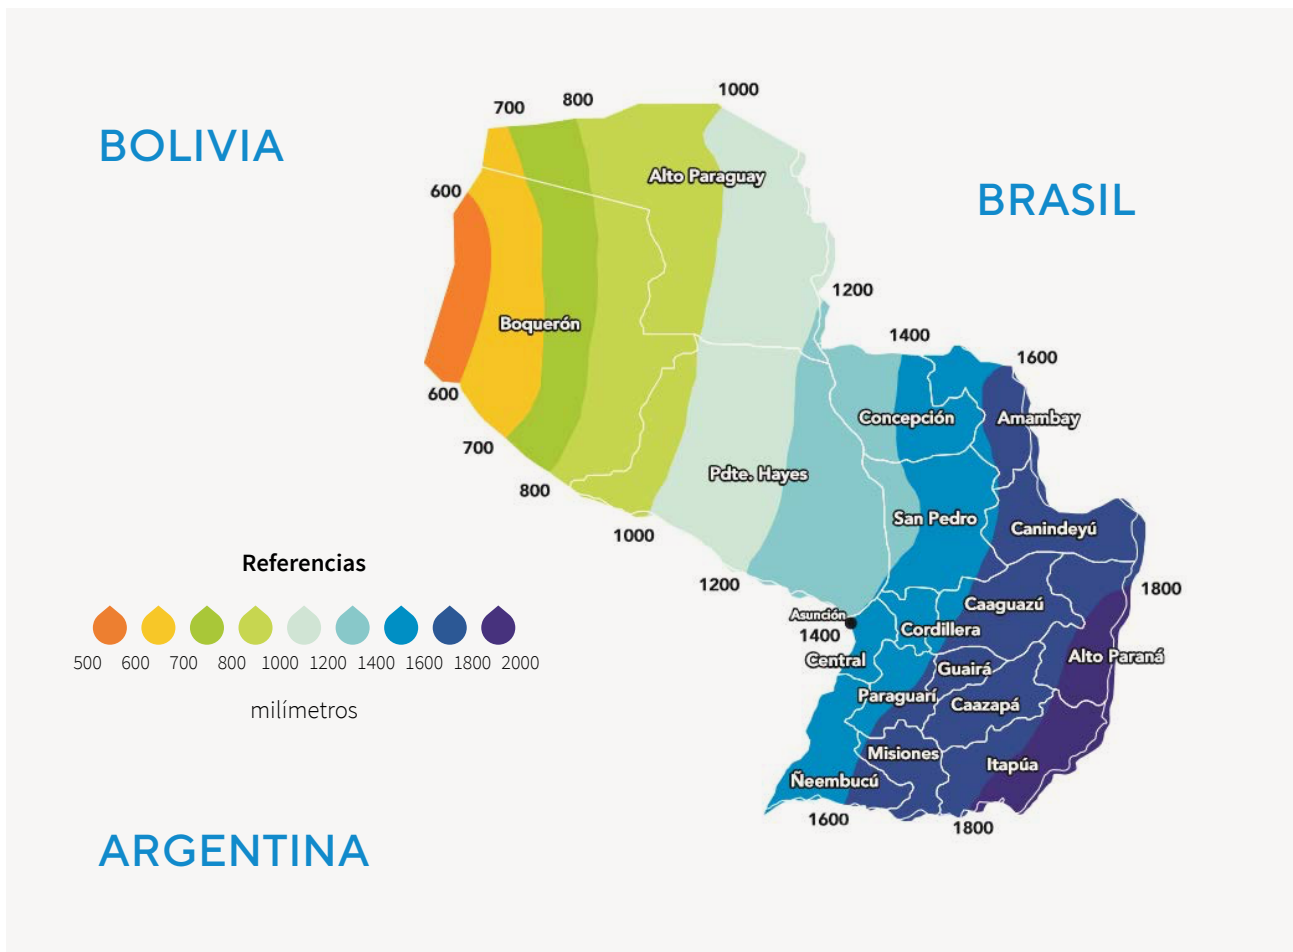 1000
700
800
BOLIVIA
Alto Paraguay
BRASIL
600
1200
Boquerón
1400
1600
600
Concepción
Amambay
700
Pdte. Hayes
800
San Pedro
Canindeyú
1000
Referencias
1200
1800
Caaguazú
Asunción
1400
Cordillera
Central
Guairá
Alto Paraná
500 600 700 800 1000 1200 1400 1600 1800 2000
milímetros
Paraguarí
Caazapá
Misiones
Itapúa
Ñeembucú
1600
1800
ARGENTINA